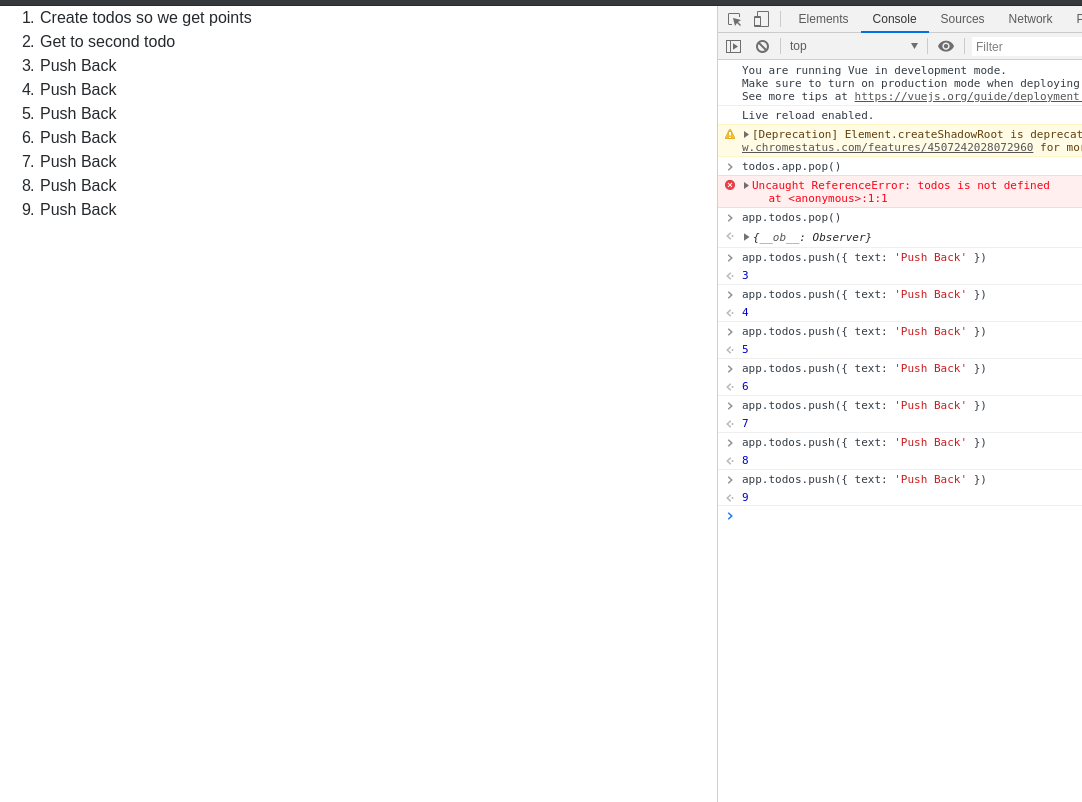 1. Create todos so we get points
2. Get to second todo
3. Push Back
4. Push Back
5. Push Back
6. Push Back
7. Push Back
8. Push Back
9. Push Back
Elements Console Sources Network P
top Filter
You are running Vue in development mode.
Make sure to turn on production mode when deploying
See more tips at https://vuejs.org/guide/deployment
Live reload enabled.
[Deprecation] Element.createShadowRoot is deprecat
w.chromestatus.com/features/4507242028072960 for mo
todos.app.pop()
Uncaught ReferenceError: todos is not defined
at <anonymous>:1:1
app.todos.pop()
{__ob__: Observer}
app.todos.push({ text: 'Push Back' })
3
app.todos.push({ text: 'Push Back' })
4
app.todos.push({ text: 'Push Back' })
5
app.todos.push({ text: 'Push Back' })
6
app.todos.push({ text: 'Push Back' })
7
app.todos.push({ text: 'Push Back' })
8
app.todos.push({ text: 'Push Back' })
9